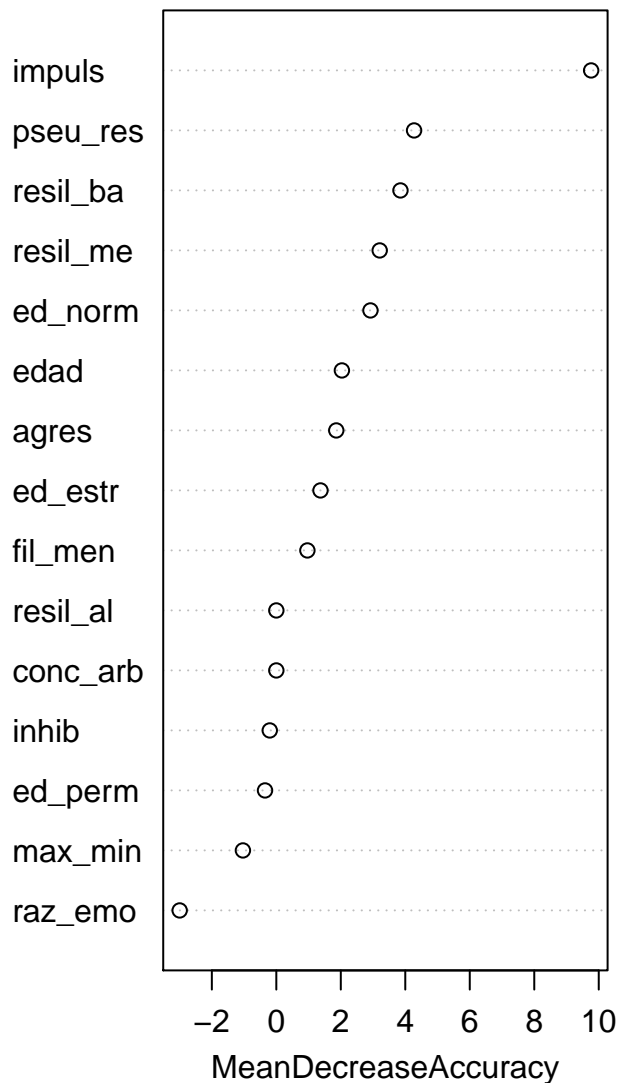 impuls
pseu_res
resil_ba
resil_me
ed_norm
edad
agres
ed_estr
fil_men
resil_al
conc_arb
inhib
ed_perm
max_min
raz_emo
−2 0 2 4 6 8 10
MeanDecreaseAccuracy